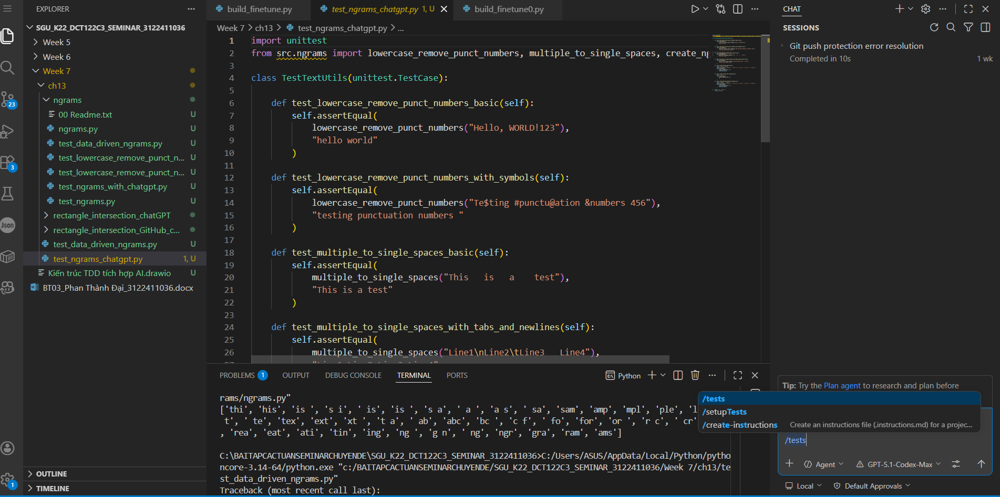 EXPLORER
SGU_K22_DCT122C3_SEMINAR_3122411036
Week 5
Week 6
Week 7
ch13
ngrams
00 Readme.txt U
ngrams.py U
test_data_driven_ngrams.py U
test_lowercase_remove_punct_n... U
test_lowercase_remove_punct_n... U
test_ngrams_with_chatgpt.py U
test_ngrams.py U
rectangle_intersection_chatGPT
rectangle_intersection_GitHub_c...
test_data_driven_ngrams.py U
test_ngrams_chatgpt.py 1, U
Kiến trúc TDD tích hợp AI.drawio U
BT03_Phan Thành Đại_3122411036.docx
OUTLINE
TIMELINE
23
3
Json
1
build_finetune.py
test_ngrams_chatgpt.py 1, U
build_finetune0.py
Week 7 > ch13 > test_ngrams_chatgpt.py > ...
1 import unittest
2 from src.ngrams import lowercase_remove_punct_numbers, multiple_to_single_spaces, create_ng
3
4 class TestTextUtils(unittest.TestCase):
5
6 def test_lowercase_remove_punct_numbers_basic(self):
7 self.assertEqual(
8 lowercase_remove_punct_numbers("Hello, WORLD!123"),
9 "hello world"
10 )
11
12 def test_lowercase_remove_punct_numbers_with_symbols(self):
13 self.assertEqual(
14 lowercase_remove_punct_numbers("Te$ting #punctu@ation &numbers 456"),
15 "testing punctuation numbers "
16 )
17
18 def test_multiple_to_single_spaces_basic(self):
19 self.assertEqual(
20 multiple_to_single_spaces("This   is   a    test"),
21 "This is a test"
22 )
23
24 def test_multiple_to_single_spaces_with_tabs_and_newlines(self):
25 self.assertEqual(
26 multiple_to_single_spaces("Line1\nLine2\tLine3   Line4"),
PROBLEMS 1 OUTPUT DEBUG CONSOLE TERMINAL PORTS
Python
rams/ngrams.py"
['thi', 'his', 'is ', 's i', ' is', 'is ', 's a', ' a ', 'a s', ' sa', 'sam', 'amp', 'mpl', 'ple', 'l
 t', ' te', 'tex', 'ext', 'xt ', 't a', ' ab', 'abc', 'bc ', 'c f', ' fo', 'for', 'or ', 'r c', ' cr'
, 'rea', 'eat', 'ati', 'tin', 'ing', 'ng ', 'g n', ' ng', 'ngr', 'gra', 'ram', 'ams']
C:\BAITAPCACTUANSEMINARCHUYENDE\SGU_K22_DCT122C3_SEMINAR_3122411036>C:/Users/ASUS/AppData/Local/Python/pytho
ncore-3.14-64/python.exe "c:/BAITAPCACTUANSEMINARCHUYENDE/SGU_K22_DCT122C3_SEMINAR_3122411036/Week 7/ch13/te
st_data_driven_ngrams.py"
Traceback (most recent call last):
CHAT
SESSIONS
Git push protection error resolution
Completed in 10s 1 wk
Tip: Try the Plan agent to research and plan before
/tests
/setupTests
/create-instructions Create an instructions file (.instructions.md) for a projec...
/tests
Agent GPT-5.1-Codex-Max
Local Default Approvals